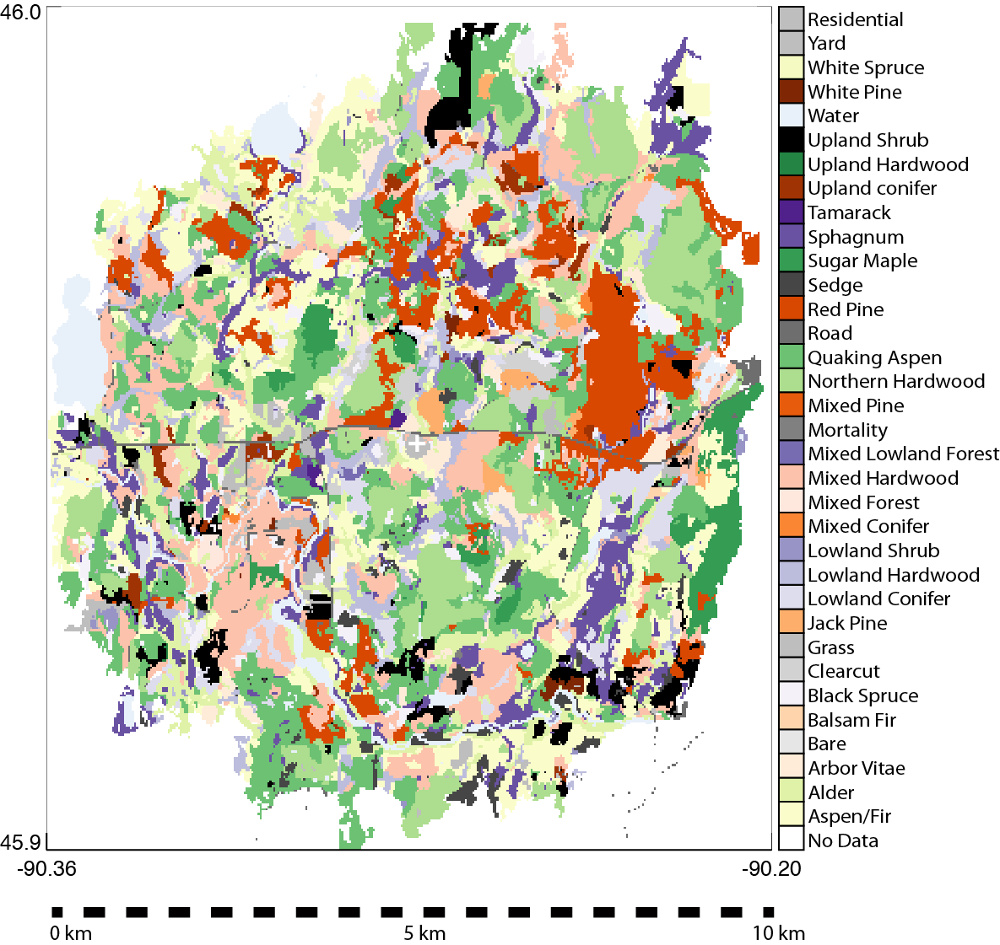 46.0
Residential
Yard
White Spruce
White Pine
Water
Upland Shrub
Upland Hardwood
Upland conifer
Tamarack
Sphagnum
Sugar Maple
Sedge
Red Pine
Road
Quaking Aspen
Northern Hardwood
Mixed Pine
Mortality
Mixed Lowland Forest
Mixed Hardwood
Mixed Forest
Mixed Conifer
Lowland Shrub
Lowland Hardwood
Lowland Conifer
Jack Pine
Grass
Clearcut
Black Spruce
Balsam Fir
Bare
Arbor Vitae
Alder
Aspen/Fir
No Data
45.9
-90.36 -90.20
0 km 5 km 10 km